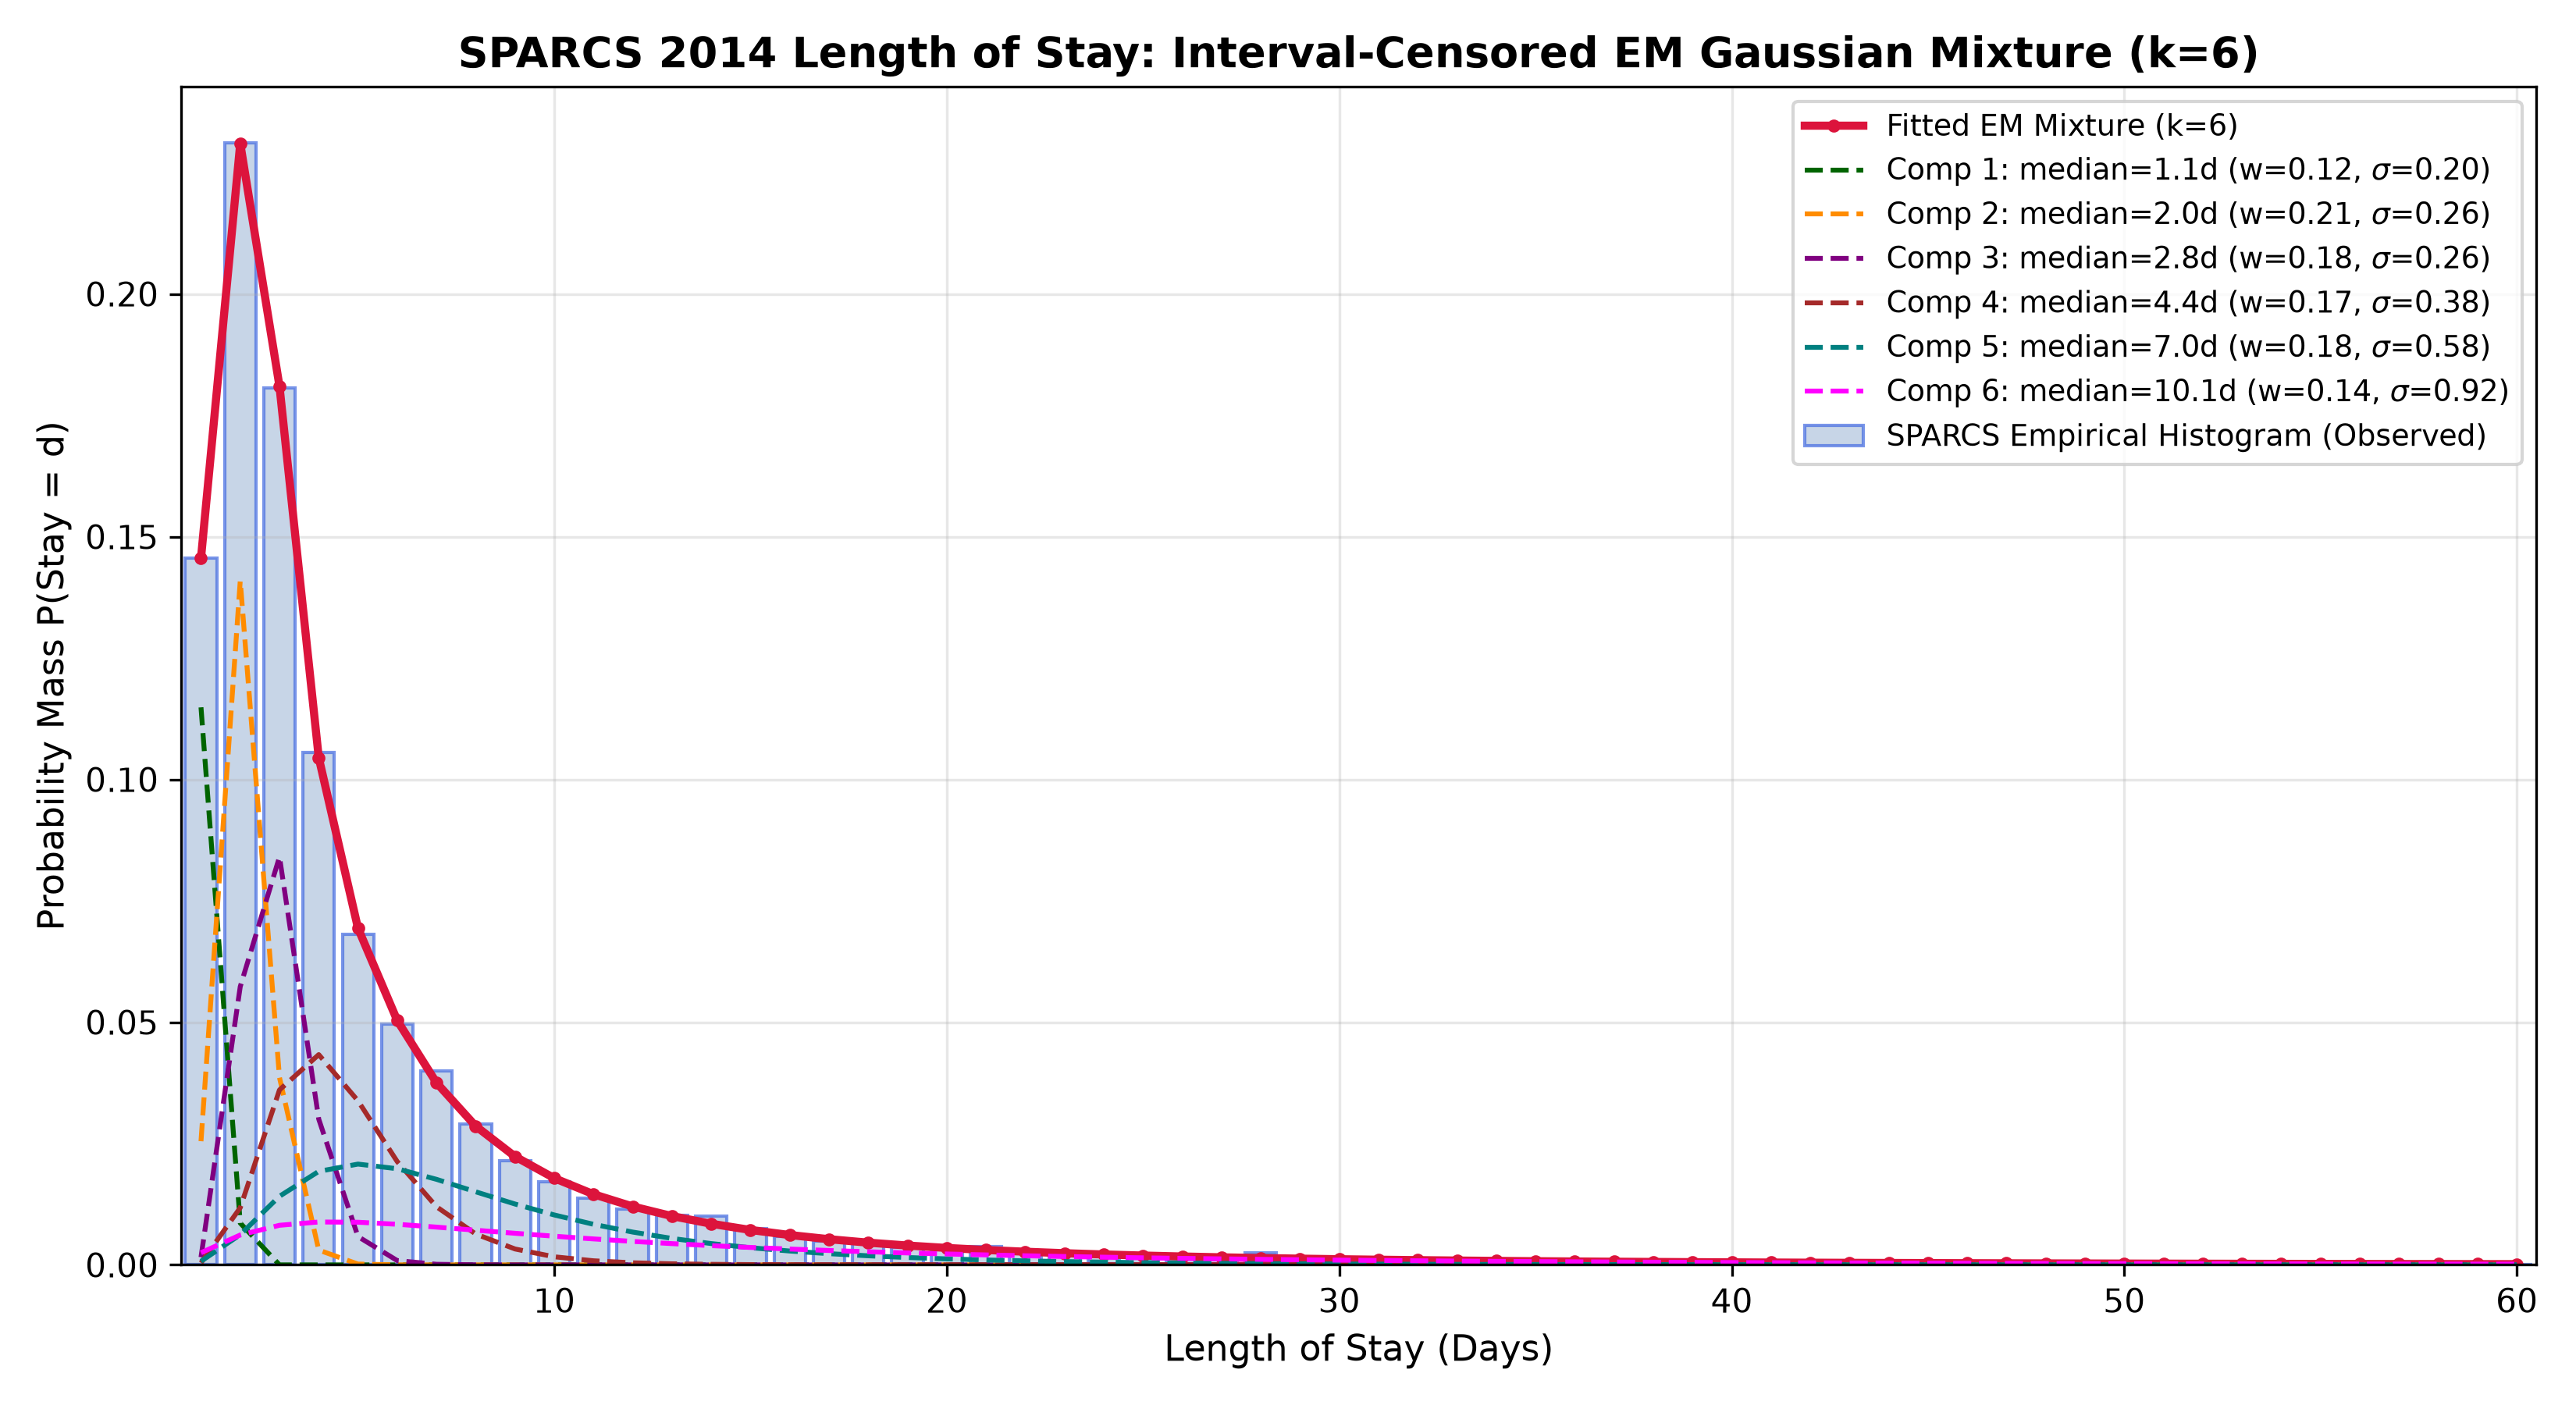 SPARCS 2014 Length of Stay: Interval-Censored EM Gaussian Mixture (k=6)
Fitted EM Mixture (k=6)
Comp 1: median=1.1d (w=0.12, σ=0.20)
Comp 2: median=2.0d (w=0.21, σ=0.26)
Comp 3: median=2.8d (w=0.18, σ=0.26)
Comp 4: median=4.4d (w=0.17, σ=0.38)
Comp 5: median=7.0d (w=0.18, σ=0.58)
Comp 6: median=10.1d (w=0.14, σ=0.92)
SPARCS Empirical Histogram (Observed)
Probability Mass P(Stay = d)
0.20
0.15
0.10
0.05
0.00
10 20 30 40 50 60
Length of Stay (Days)